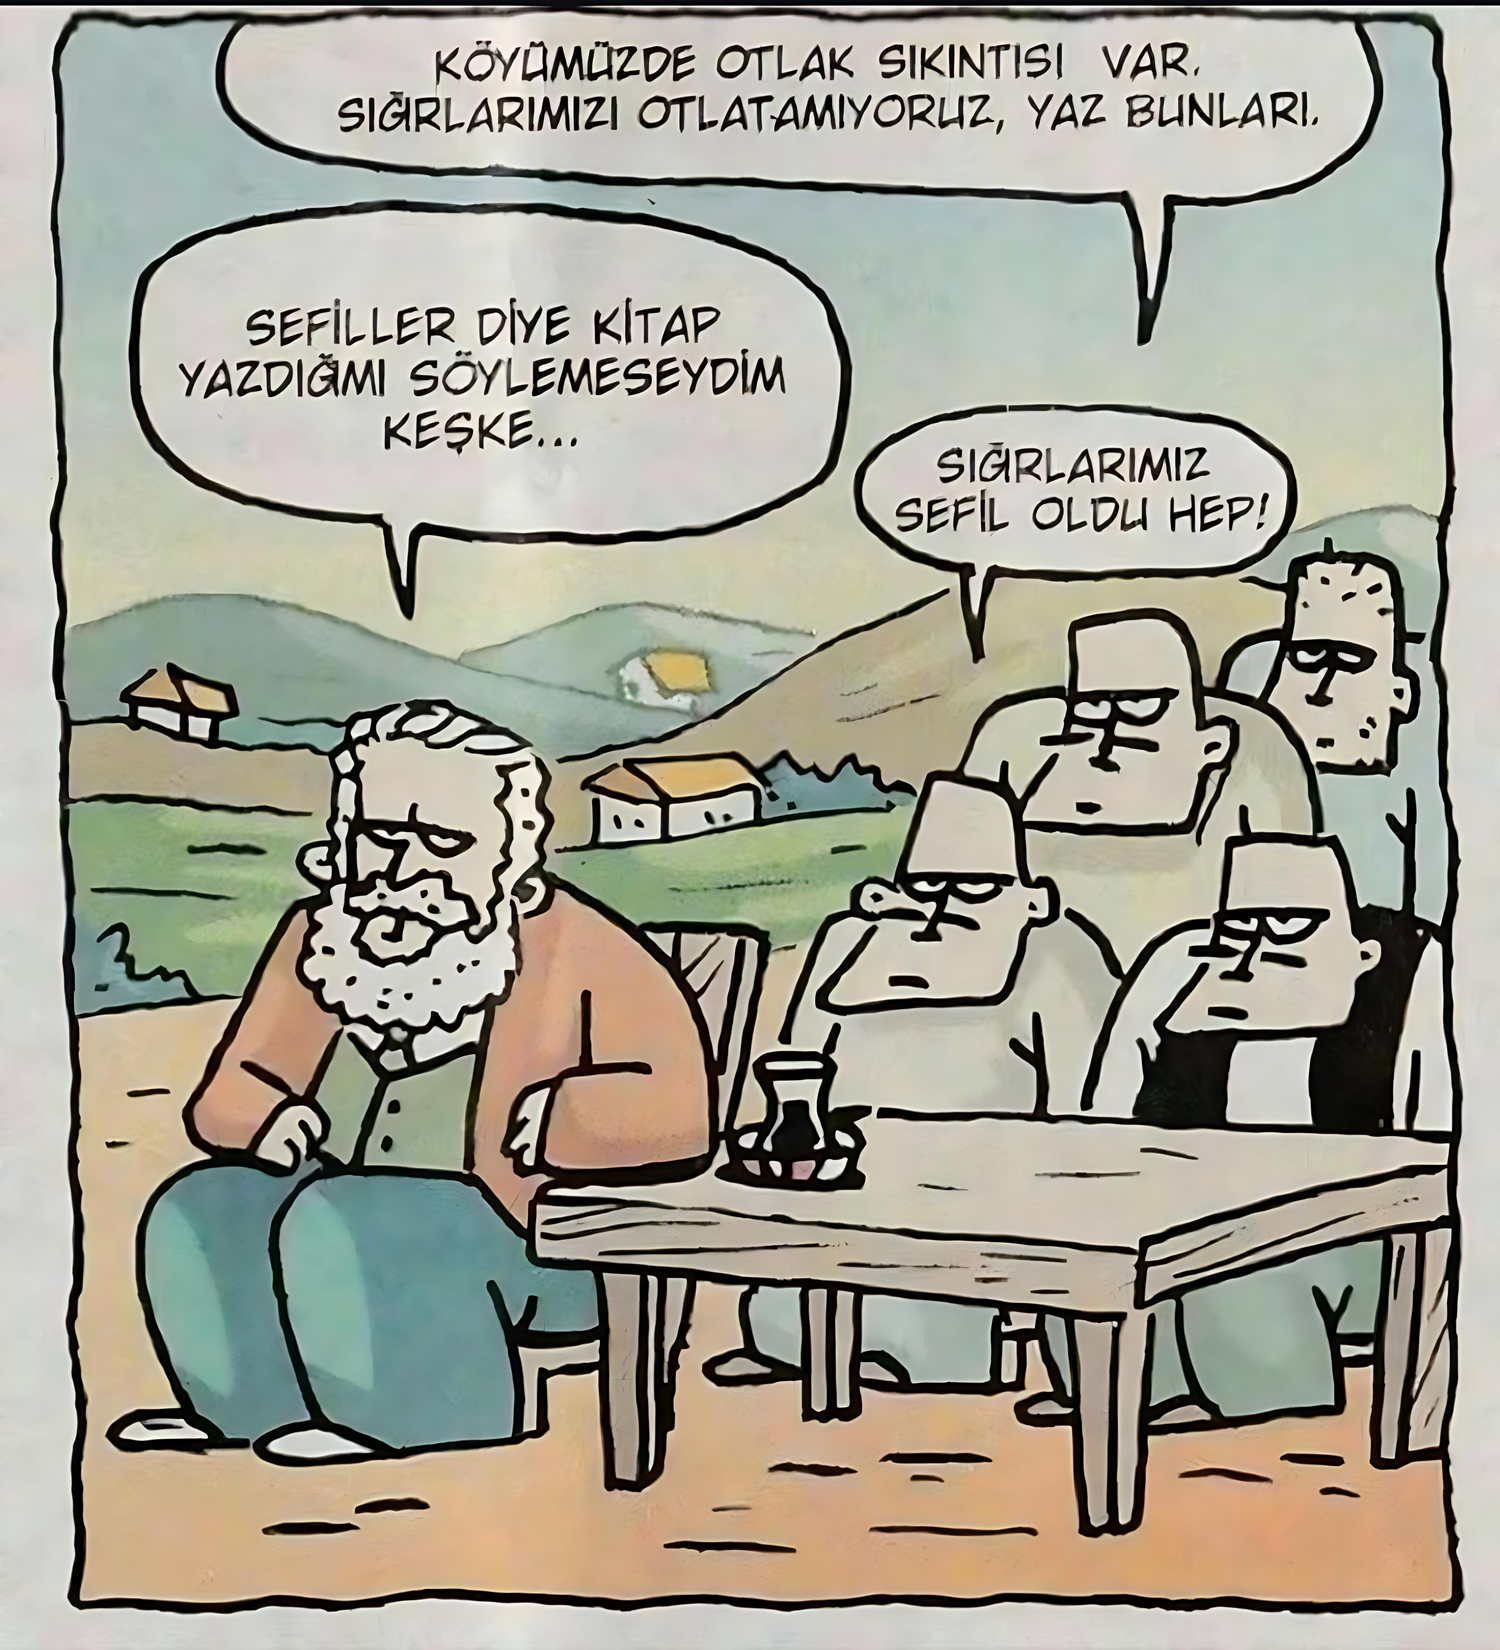 KÖYÜMÜZDE OTLAK SIKINTISI VAR.
SIĞIRLARIMIZI OTLATAMIYORUZ, YAZ BUNLARI.
SEFİLLER DİYE KİTAP
YAZDIĞIMI SÖYLEMESEYDİM
KEŞKE...
SIĞIRLARIMIZ
SEFİL OLDU HEP!